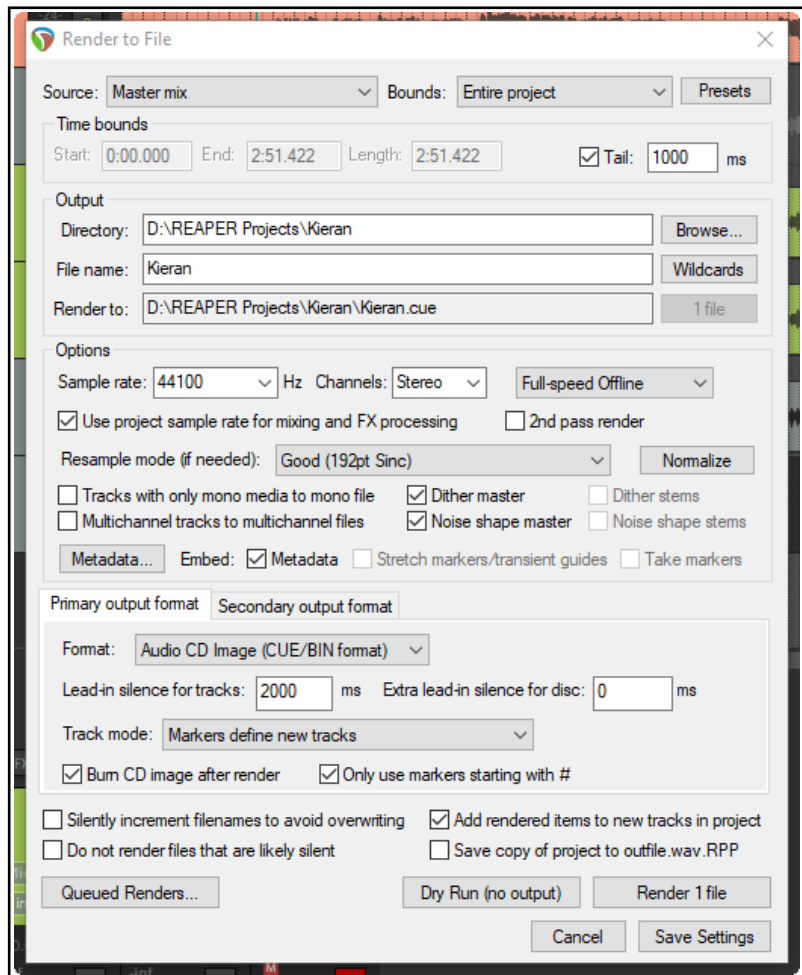 Render to File
Source: Master mix Bounds: Entire project Presets
Time bounds
Start: 0:00.000 End: 2:51.422 Length: 2:51.422 Tail: 1000 ms
Output
Directory: D:\REAPER Projects\Kieran Browse...
File name: Kieran Wildcards
Render to: D:\REAPER Projects\Kieran\Kieran.cue 1 file
Options
Sample rate: 44100 Hz Channels: Stereo Full-speed Offline
Use project sample rate for mixing and FX processing 2nd pass render
Resample mode (if needed): Good (192pt Sinc) Normalize
Tracks with only mono media to mono file Dither master Dither stems
Multichannel tracks to multichannel files Noise shape master Noise shape stems
Metadata... Embed: Metadata Stretch markers/transient guides Take markers
Primary output format Secondary output format
Format: Audio CD Image (CUE/BIN format)
Lead-in silence for tracks: 2000 ms Extra lead-in silence for disc: 0 ms
Track mode: Markers define new tracks
Burn CD image after render Only use markers starting with #
Silently increment filenames to avoid overwriting Add rendered items to new tracks in project
Do not render files that are likely silent Save copy of project to outfile.wav.RPP
Queued Renders... Dry Run (no output) Render 1 file
Cancel Save Settings
-inf M